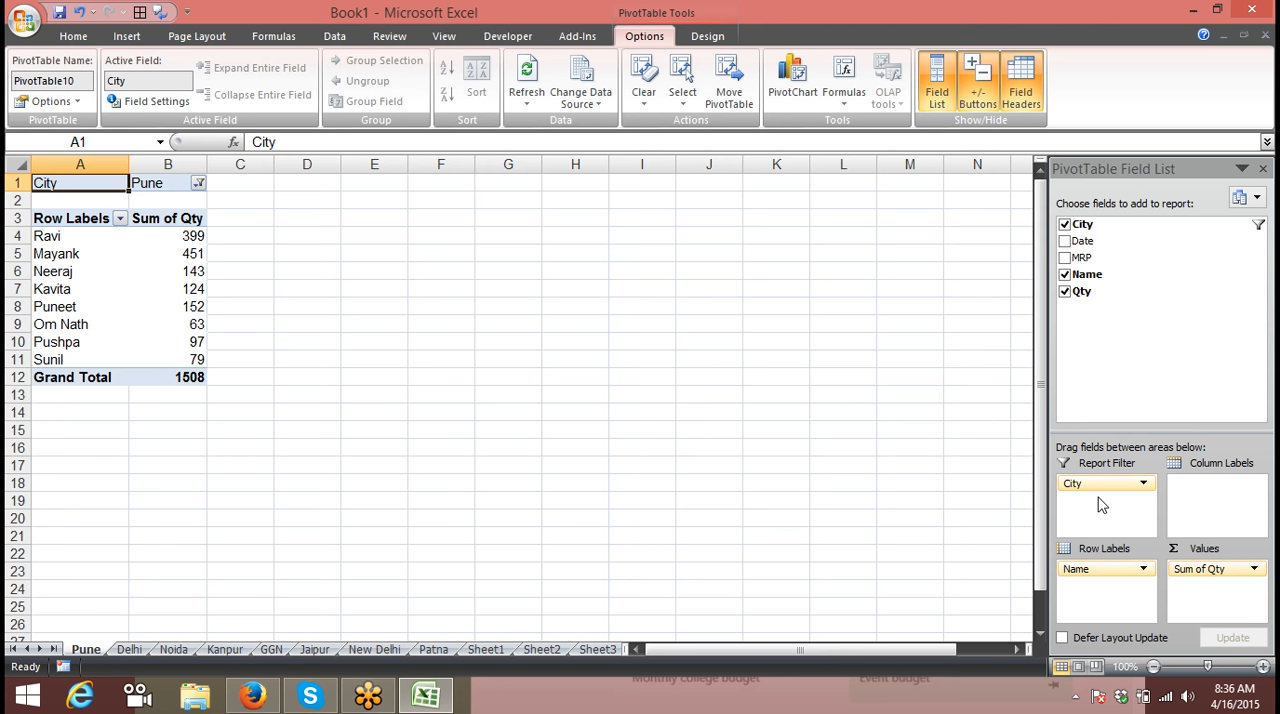 Book1 - Microsoft Excel
PivotTable Tools
Home Insert Page Layout Formulas Data Review View Developer Add-Ins Options Design
PivotTable Name:
PivotTable10
Options
PivotTable
Active Field:
City
Field Settings
Expand Entire Field
Collapse Entire Field
Active Field
Group Selection
Ungroup
Group Field
Group
Sort
Sort
Refresh
Change Data
Source
Data
Clear
Select
Move
PivotTable
Actions
PivotChart
Formulas
OLAP
tools
Tools
Field
List
+/-
Buttons
Field
Headers
Show/Hide
A1
fx
City
A B C D E F G H I J K L M N
1 City Pune
2
3 Row Labels Sum of Qty
4 Ravi 399
5 Mayank 451
6 Neeraj 143
7 Kavita 124
8 Puneet 152
9 Om Nath 63
10 Pushpa 97
11 Sunil 79
12 Grand Total 1508
13
14
15
16
17
18
19
20
21
22
23
24
25
26
27
PivotTable Field List
Choose fields to add to report:
City
Date
MRP
Name
Qty
Drag fields between areas below:
Report Filter
Column Labels
City
Row Labels
Σ Values
Name
Sum of Qty
Defer Layout Update
Update
Pune Delhi Noida Kanpur GGN Jaipur New Delhi Patna Sheet1 Sheet2 Sheet3
Ready
100%
Monthly college budget
Event budget
8:36 AM
4/16/2015